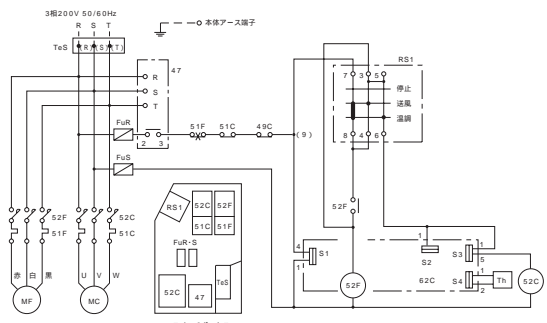 3相200V 50/60Hz
R S T
本体アース端子
TeS (R) (S) (T)
47
R
S
T
FuR
2 3
51F 51C 49C
(9)
FuS
RS1
7 3 5
停止
送風
温調
8 4 6
52F
51F
52C
51C
赤 白 黒
U V W
MF
MC
RS1
52C 52F
51C 51F
FuR·S
TeS
52C
47
52F
4
S1
1
52F
1
S2
62C
S3
1
5
S4
1
2
Th
52C